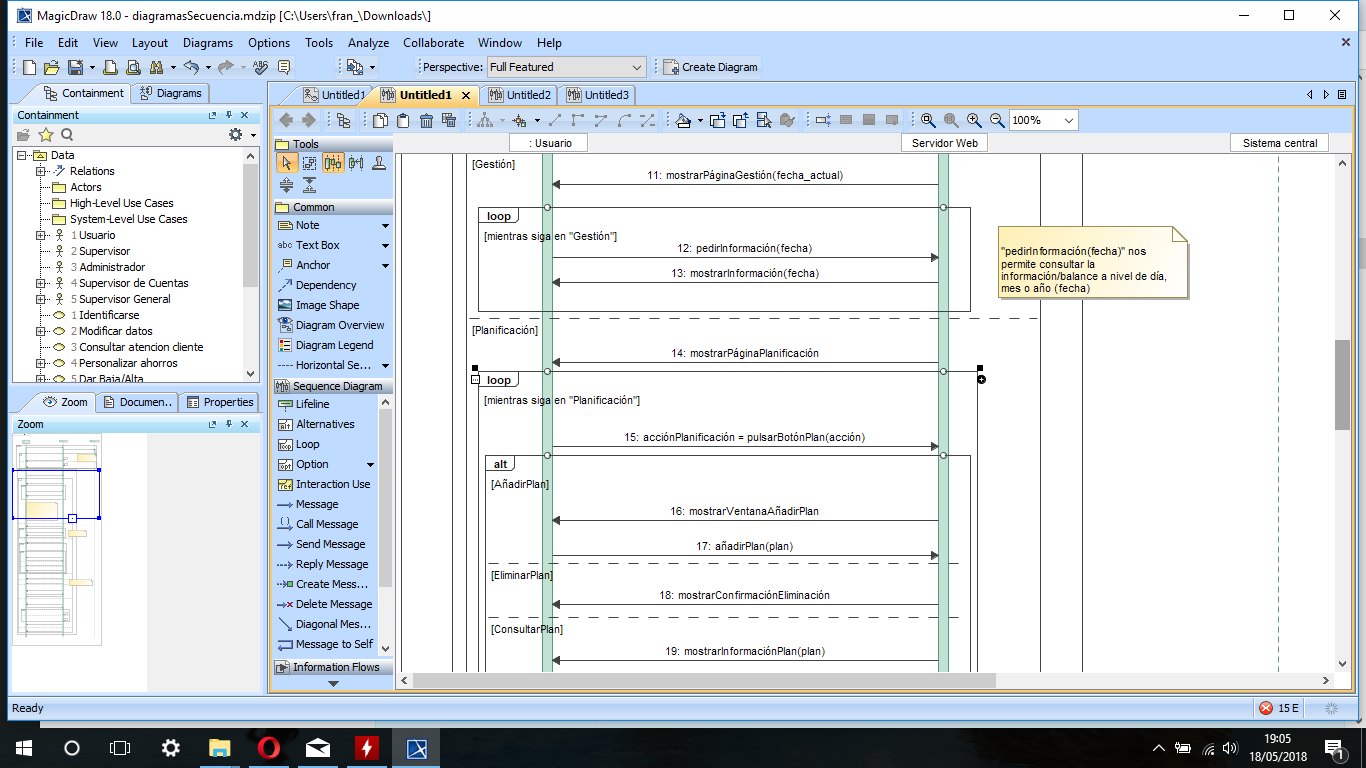 MagicDraw 18.0 - diagramasSecuencia.mdzip [C:\Users\fran_\Downloads\]
File Edit View Layout Diagrams Options Tools Analyze Collaborate Window Help
Perspective: Full Featured Create Diagram
Containment Diagrams
Untitled1 Untitled1 Untitled2 Untitled3
Containment
100%
Data
Relations
Actors
High-Level Use Cases
System-Level Use Cases
1 Usuario
2 Supervisor
3 Administrador
4 Supervisor de Cuentas
5 Supervisor General
1 Identificarse
2 Modificar datos
3 Consultar atencion cliente
4 Personalizar ahorros
5 Dar Baja/Alta
Zoom Documen... Properties
Zoom
Tools
Common
Note
abc Text Box
Anchor
Dependency
Image Shape
Diagram Overview
Diagram Legend
Horizontal Se...
Sequence Diagram
Lifeline
Alternatives
Loop
Option
Interaction Use
Message
Call Message
Send Message
Reply Message
Create Mess...
Delete Message
Diagonal Mes...
Message to Self
Information Flows
: Usuario Servidor Web Sistema central
[Gestión]
11: mostrarPáginaGestión(fecha_actual)
loop
[mientras siga en "Gestión"]
12: pedirInformación(fecha)
13: mostrarInformación(fecha)
"pedirInformación(fecha)" nos
permite consultar la
información/balance a nivel de día,
mes o año (fecha)
[Planificación]
14: mostrarPáginaPlanificación
loop
[mientras siga en "Planificación"]
15: acciónPlanificación = pulsarBotónPlan(acción)
alt
[AñadirPlan]
16: mostrarVentanaAñadirPlan
17: añadirPlan(plan)
[EliminarPlan]
18: mostrarConfirmaciónEliminación
[ConsultarPlan]
19: mostrarInformaciónPlan(plan)
Ready
15 E
19:05
18/05/2018
1